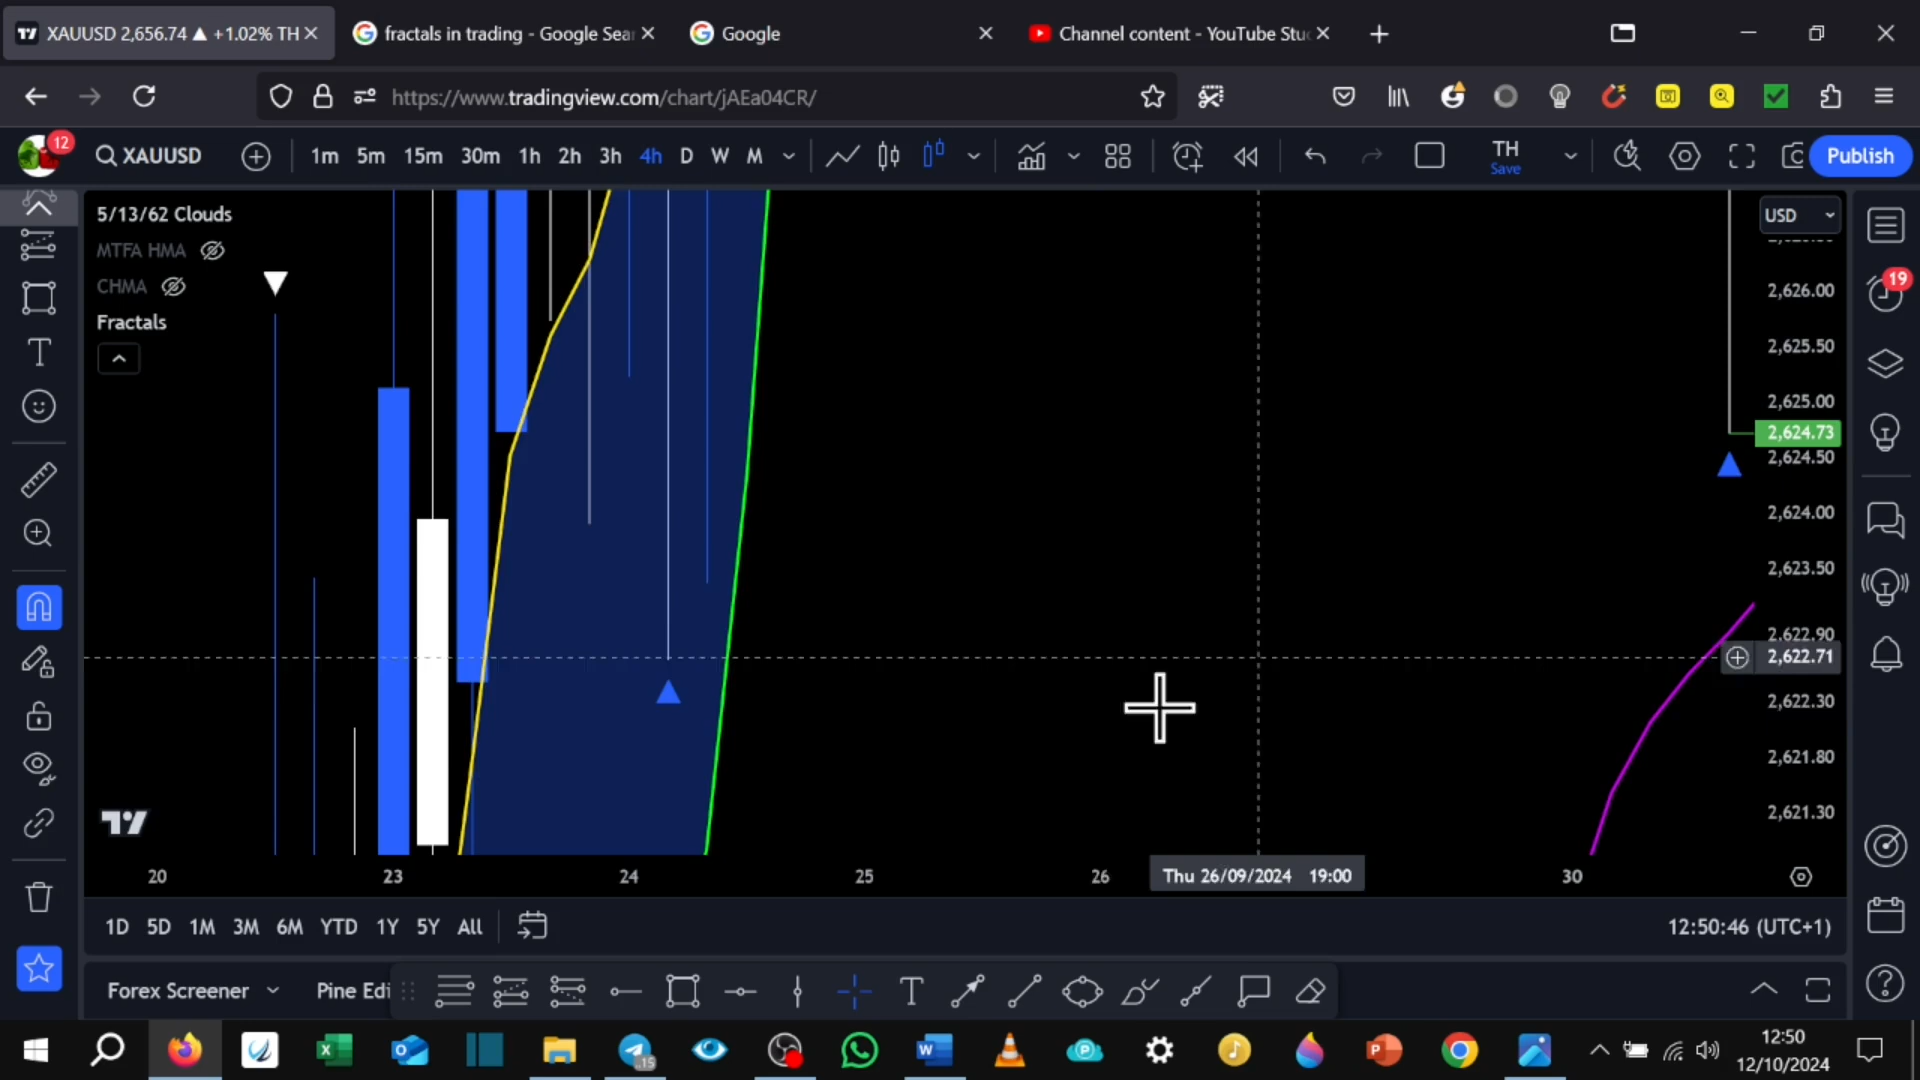 XAUUSD 2,656.74 ▲ +1.02% TH
fractals in trading - Google Sear
Google
Channel content - YouTube Stu
https://www.tradingview.com/chart/jAEa04CR/
12
XAUUSD
1m 5m 15m 30m 1h 2h 3h 4h D W M
TH
Save
Publish
5/13/62 Clouds
MTFA HMA
CHMA
Fractals
USD
2,626.00
2,625.50
2,625.00
2,624.73
2,624.50
2,624.00
2,623.50
2,622.90
2,622.71
2,622.30
2,621.80
2,621.30
19
20 23 24 25 26 Thu 26/09/2024 19:00 30
1D 5D 1M 3M 6M YTD 1Y 5Y All
12:50:46 (UTC+1)
Forex Screener
Pine Edi
15
12:50
12/10/2024